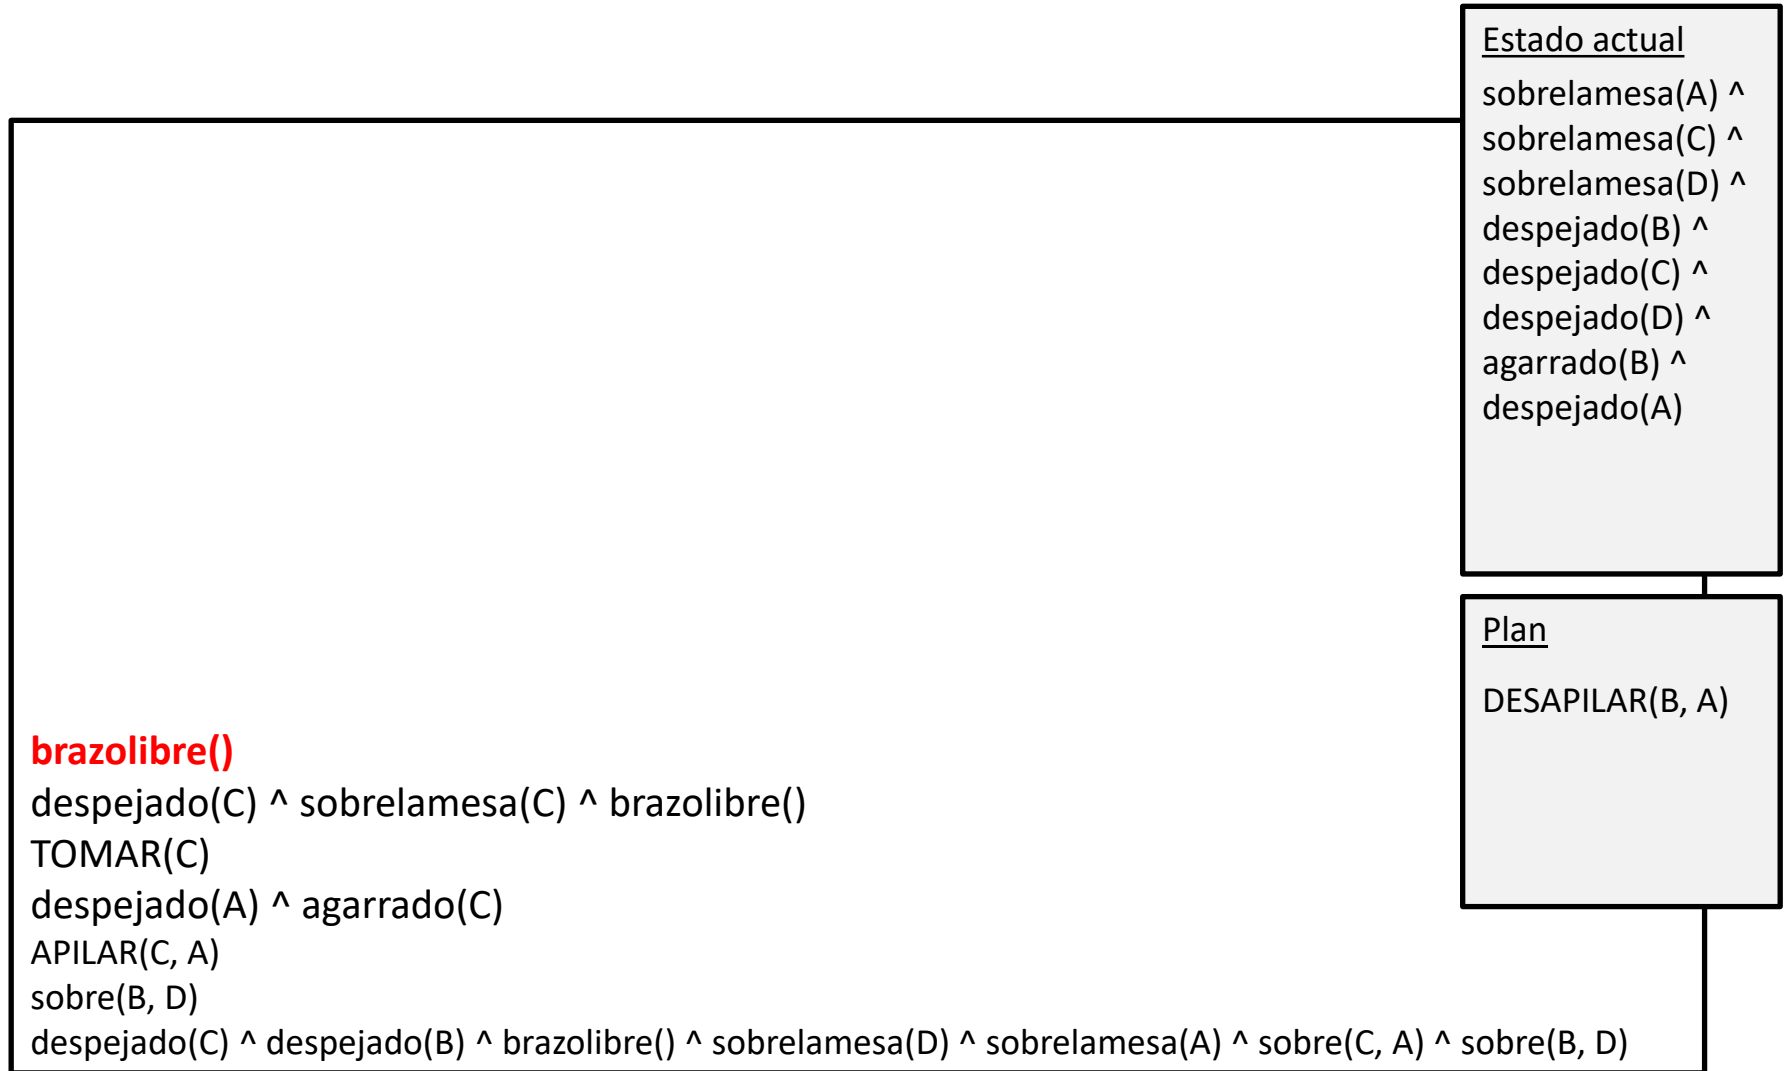 Estado actual
sobrelamesa(A) ^
sobrelamesa(C) ^
sobrelamesa(D) ^
despejado(B) ^
despejado(C) ^
despejado(D) ^
agarrado(B) ^
despejado(A)
Plan
DESAPILAR(B, A)
brazolibre()
despejado(C) ^ sobrelamesa(C) ^ brazolibre()
TOMAR(C)
despejado(A) ^ agarrado(C)
APILAR(C, A)
sobre(B, D)
despejado(C) ^ despejado(B) ^ brazolibre() ^ sobrelamesa(D) ^ sobrelamesa(A) ^ sobre(C, A) ^ sobre(B, D)